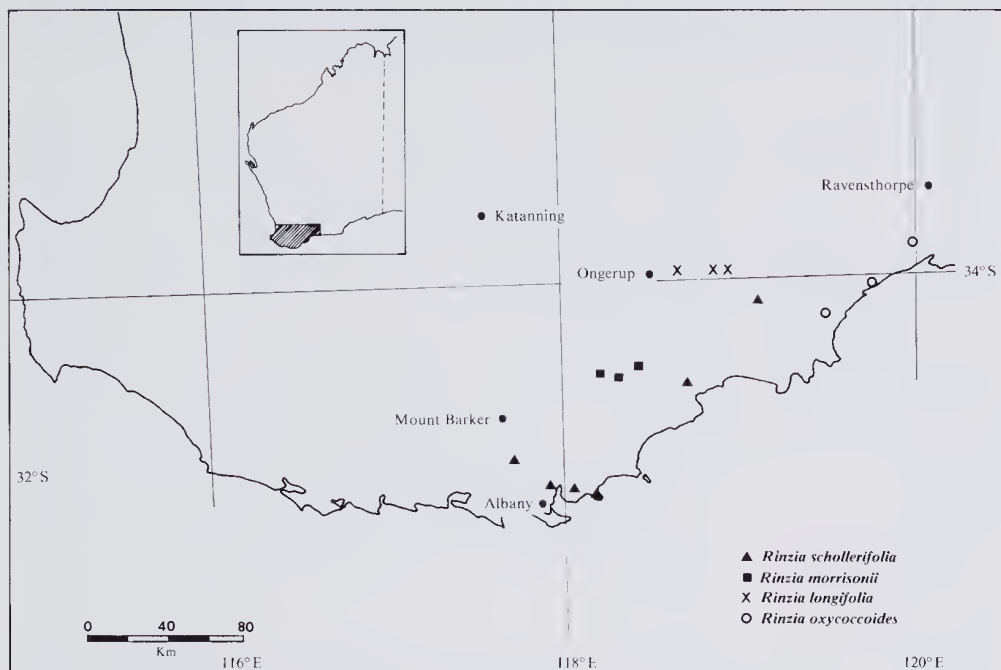 Ravensthorpe
Katanning
Ongerup
34°S
Mount Barker
32°S
Albany
Rinzia schollerifolia
Rinzia morrisonii
Rinzia longifolia
Rinzia oxycoccoides
0 40 80
Km
116°E 118°E 120°E